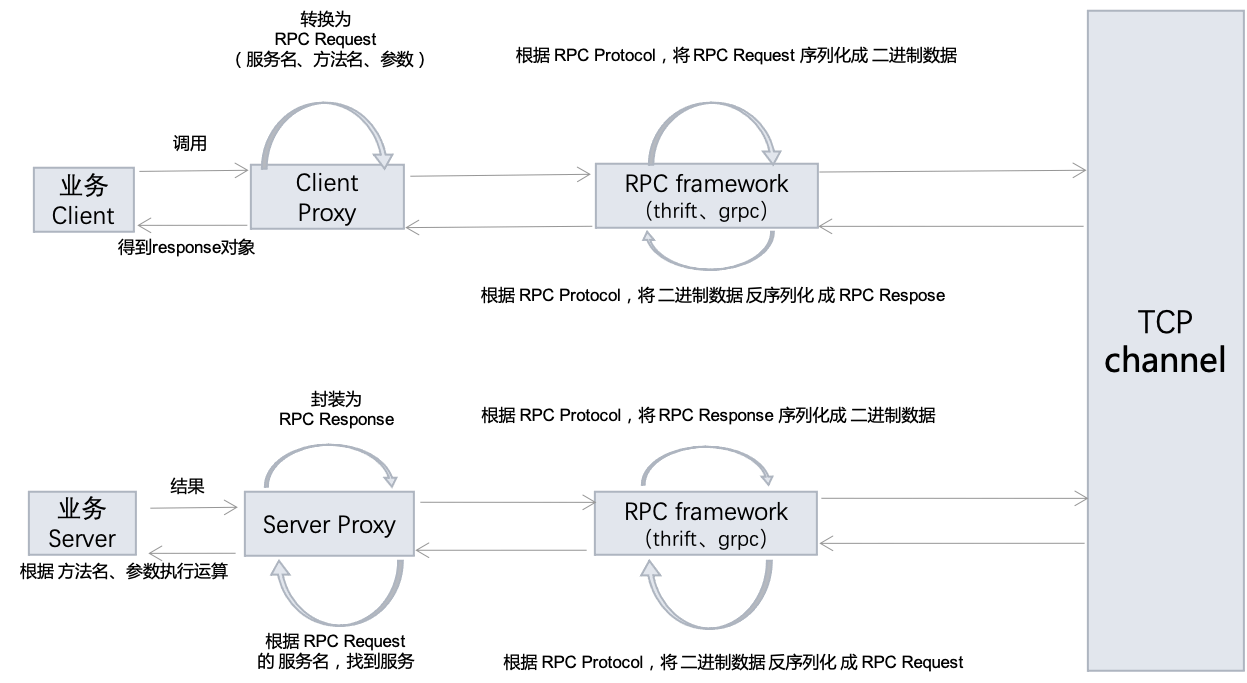 转换为
RPC Request
（服务名、方法名、参数）
根据 RPC Protocol，将 RPC Request 序列化成 二进制数据
调用
业务
Client
Client
Proxy
RPC framework
（thrift、grpc）
得到response对象
根据 RPC Protocol，将 二进制数据 反序列化 成 RPC Respose
TCP
channel
封装为
RPC Response
根据 RPC Protocol，将 RPC Response 序列化成 二进制数据
结果
业务
Server
Server Proxy
RPC framework
（thrift、grpc）
根据 方法名、参数执行运算
根据 RPC Request
的 服务名，找到服务
根据 RPC Protocol，将 二进制数据 反序列化 成 RPC Request